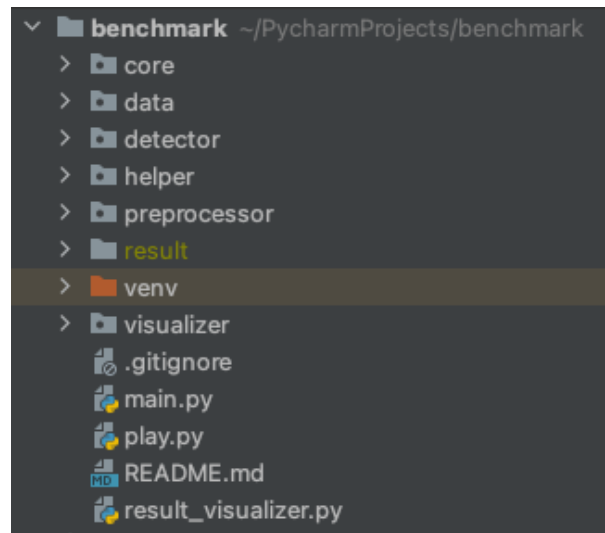 benchmark ~/PycharmProjects/benchmark
core
data
detector
helper
preprocessor
result
venv
visualizer
.gitignore
main.py
play.py
MD README.md
result_visualizer.py